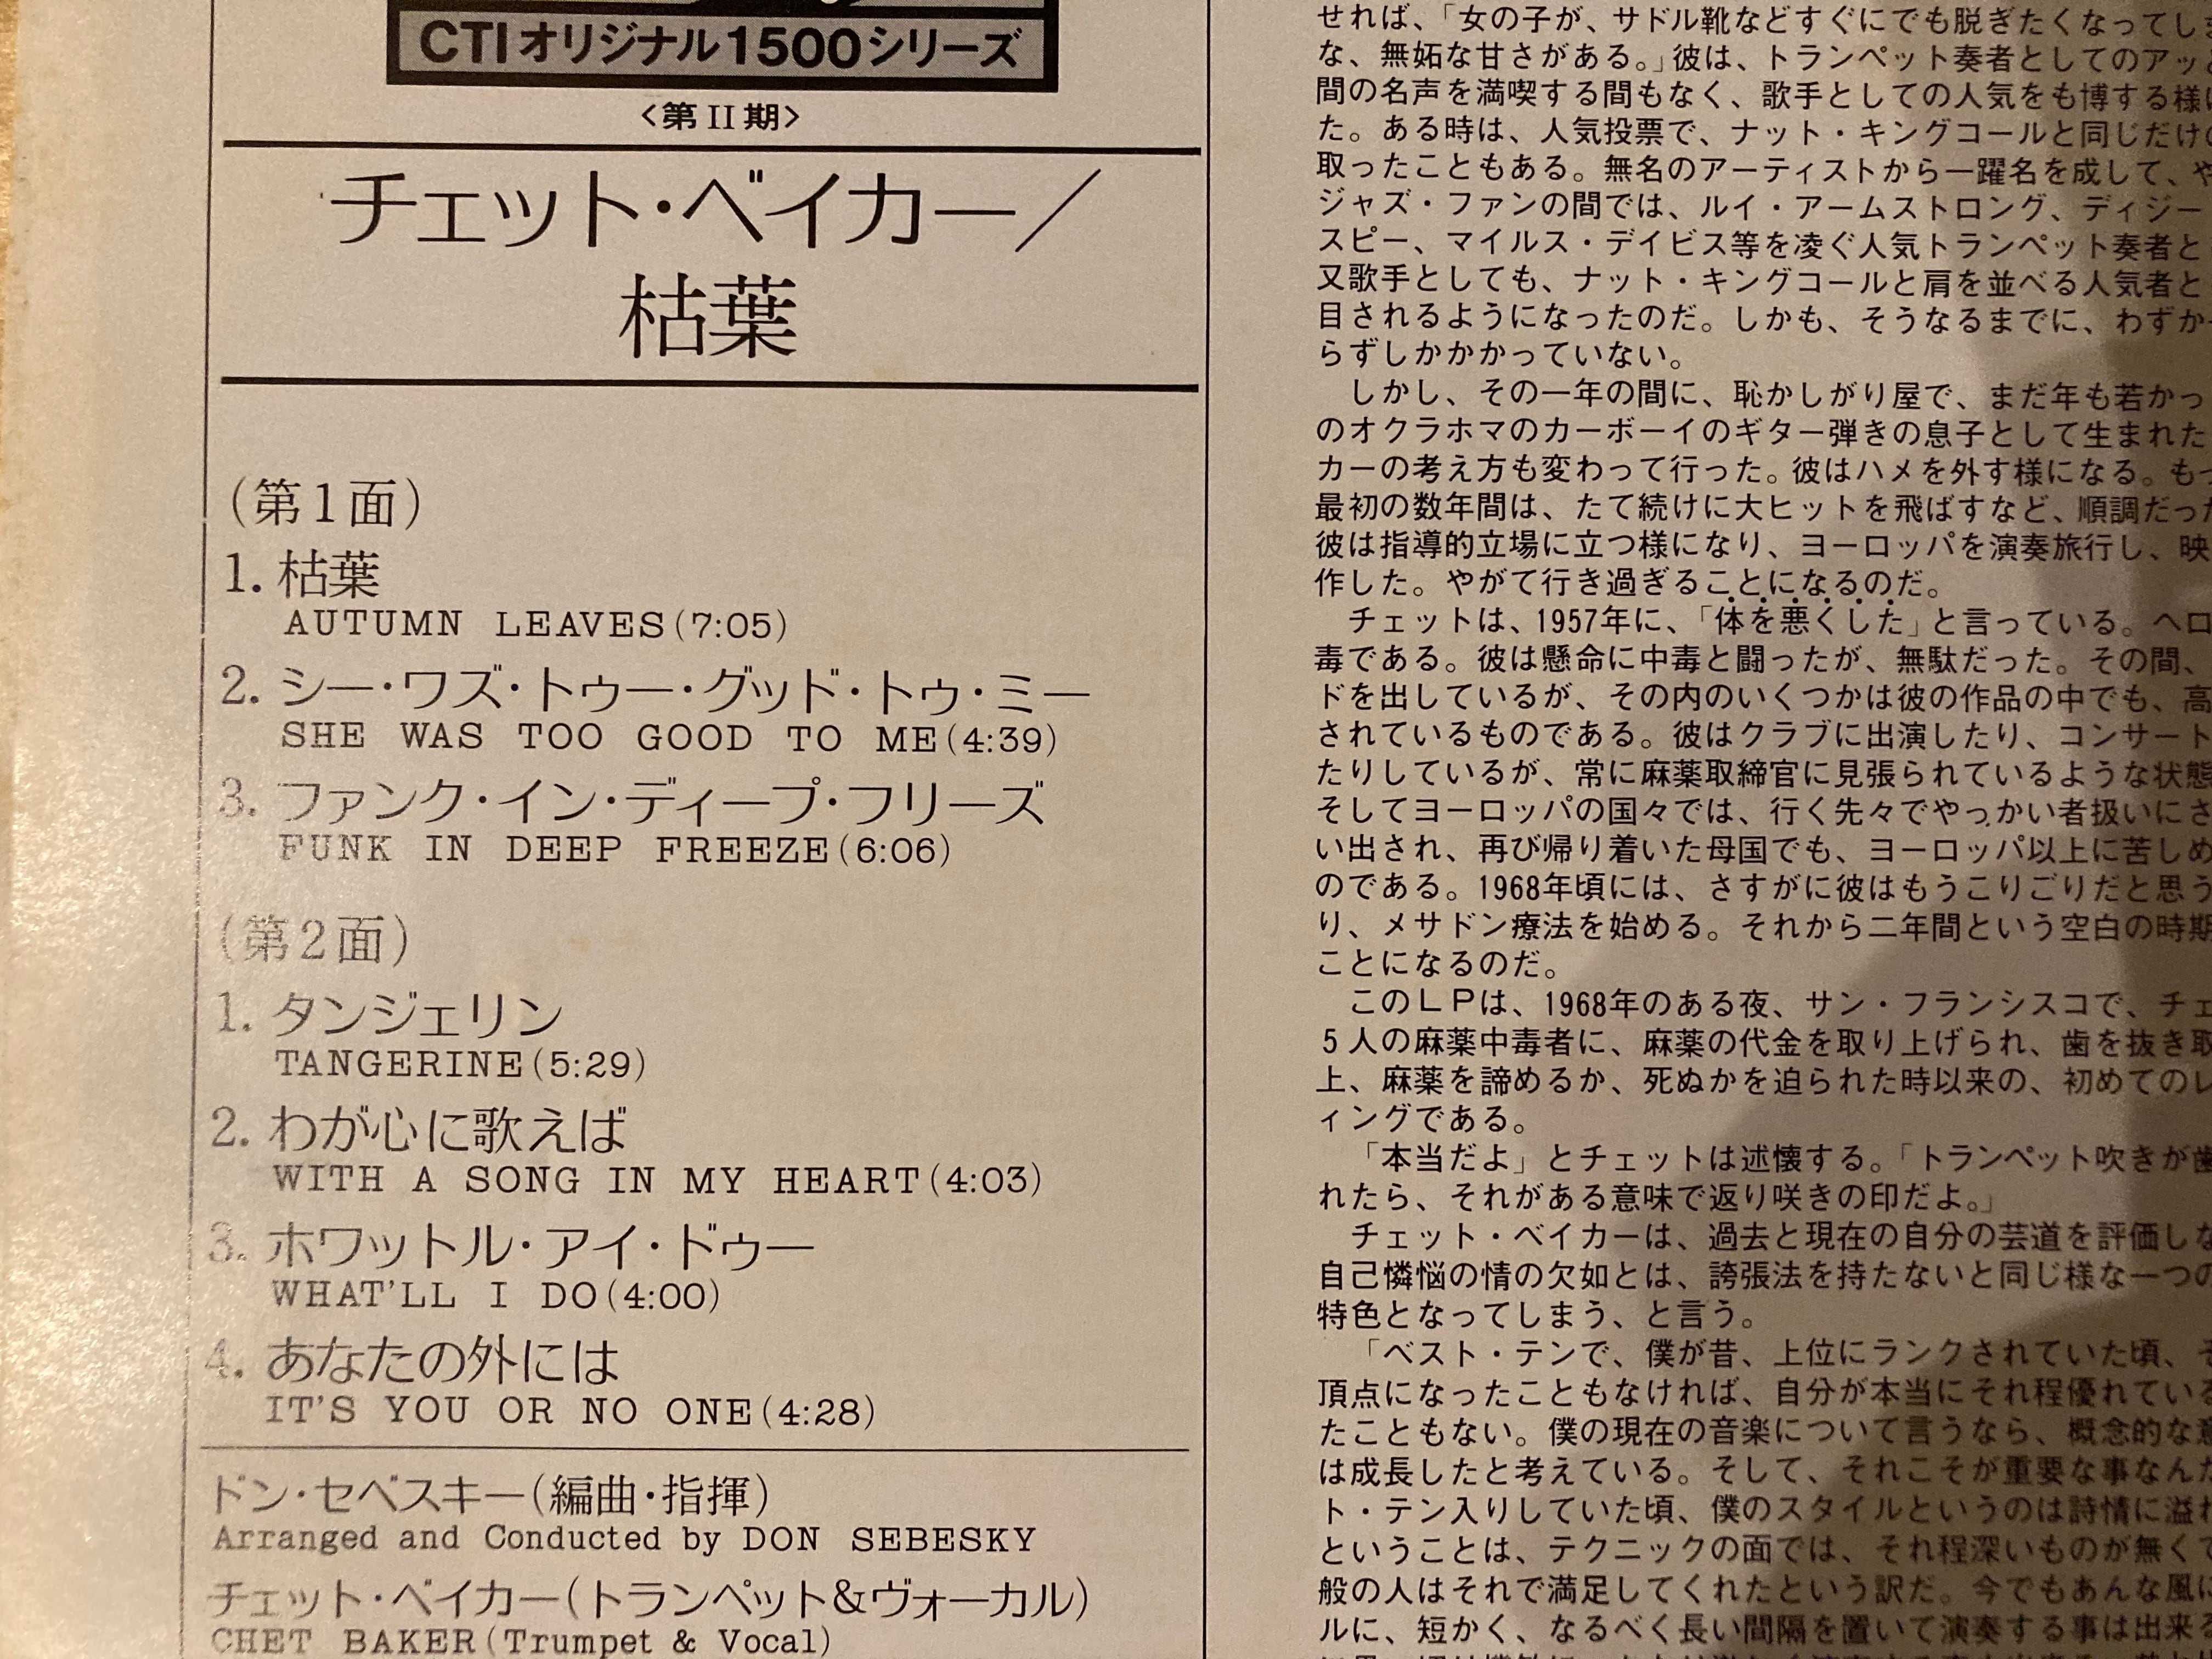 CTIオリジナル1500シリーズ
<第II期>
チェット・ベイカー／
枯葉
(第1面)
1. 枯葉
AUTUMN LEAVES(7:05)
2. シー・ワズ・トゥー・グッド・トゥ・ミー
SHE WAS TOO GOOD TO ME(4:39)
3. ファンク・イン・ディープ・フリーズ
FUNK IN DEEP FREEZE(6:06)
(第2面)
1. タンジェリン
TANGERINE(5:29)
2. わが心に歌えば
WITH A SONG IN MY HEART(4:03)
3. ホワットル・アイ・ドゥー
WHAT'LL I DO(4:00)
4. あなたの外には
IT'S YOU OR NO ONE(4:28)
ドン・セベスキー(編曲・指揮)
Arranged and Conducted by DON SEBESKY
チェット・ベイカー(トランペット&ヴォーカル)
CHET BAKER(Trumpet & Vocal)
せれば、「女の子が、サドル靴などすぐにでも脱ぎたくなってし
な、無垢な甘さがある。」彼は、トランペット奏者としてのアッ
間の名声を満喫する間もなく、歌手としての人気をも博する様
た。ある時は、人気投票で、ナット・キングコールと同じだけ
取ったこともある。無名のアーティストから一躍名を成して、
ジャズ・ファンの間では、ルイ・アームストロング、ディジー
スピー、マイルス・デイビス等を凌ぐ人気トランペット奏者と
又歌手としても、ナット・キングコールと肩を並べる人気者と
目されるようになったのだ。しかも、そうなるまでに、わずか
らずしかかかっていない。
しかし、その一年の間に、恥かしがり屋で、まだ年も若かっ
のオクラホマのカーボーイのギター弾きの息子として生まれた
カーの考え方も変わって行った。彼はハメを外す様になる。も
最初の数年間は、たて続けに大ヒットを飛ばすなど、順調だっ
彼は指導的立場に立つ様になり、ヨーロッパを演奏旅行し、映
作した。やがて行き過ぎることになるのだ。
チェットは、1957年に、「体を悪くした」と言っている。ヘロ
毒である。彼は懸命に中毒と闘ったが、無駄だった。その間、
ドを出しているが、その内のいくつかは彼の作品の中でも、高
されているものである。彼はクラブに出演したり、コンサート
たりしているが、常に麻薬取締官に見張られているような状態
そしてヨーロッパの国々では、行く先々でやっかい者扱いにさ
い出され、再び帰り着いた母国でも、ヨーロッパ以上に苦しめ
のである。1968年頃には、さすがに彼はもうこりごりだと思う
り、メサドン療法を始める。それから二年間という空白の時期
ことになるのだ。
このＬＰは、1968年のある夜、サン・フランシスコで、チェ
5人の麻薬中毒者に、麻薬の代金を取り上げられ、歯を抜き取
上、麻薬を諦めるか、死ぬかを迫られた時以来の、初めてのレ
ィングである。
「本当だよ」とチェットは述懐する。「トランペット吹きが歯
れたら、それがある意味で返り咲きの印だよ。」
チェット・ベイカーは、過去と現在の自分の芸道を評価しな
自己憐悩の情の欠如とは、誇張法を持たないと同じ様な一つの
特色となってしまう、と言う。
「ベスト・テンで、僕が昔、上位にランクされていた頃、そ
頂点になったこともなければ、自分が本当にそれ程優れている
たこともない。僕の現在の音楽について言うなら、概念的な意
は成長したと考えている。そして、それこそが重要な事なんだ
ト・テン入りしていた頃、僕のスタイルというのは詩情に溢れ
ということは、テクニックの面では、それ程深いものが無くて
般の人はそれで満足してくれたという訳だ。今でもあんな風に
ルに、短かく、なるべく長い間隔を置いて演奏する事は出来る